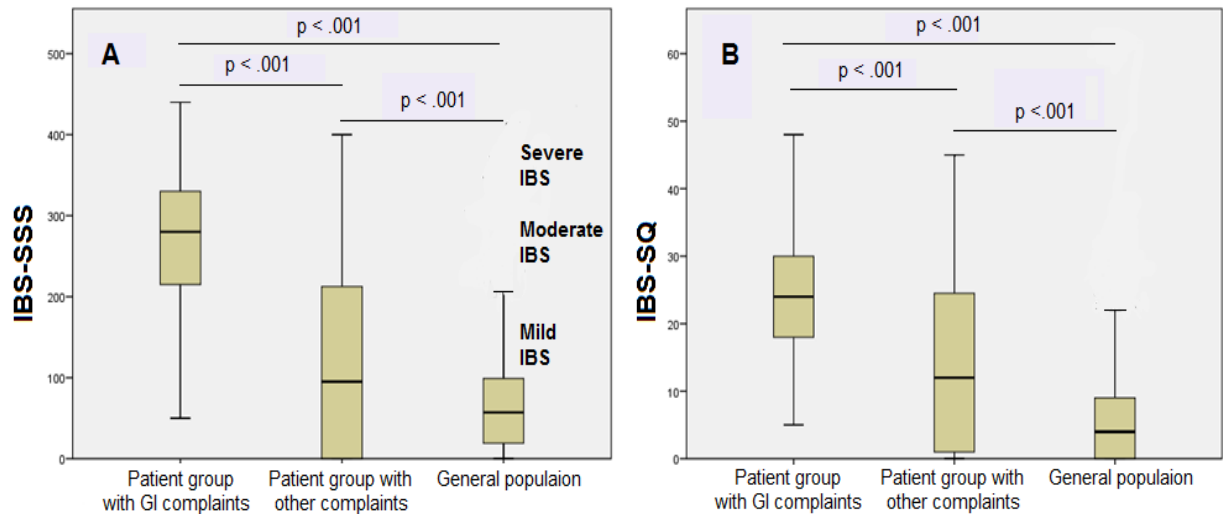 A
p < .001
p < .001
p < .001
500
400
300
200
100
0
IBS-SSS
Severe
IBS
Moderate
IBS
Mild
IBS
Patient group
with GI complaints
Patient group with
other complaints
General populaion
B
p < .001
p < .001
p <.001
60
50
40
30
20
10
0
IBS-SQ
Patient group
with GI complaints
Patient group with
other complaints
General populaion